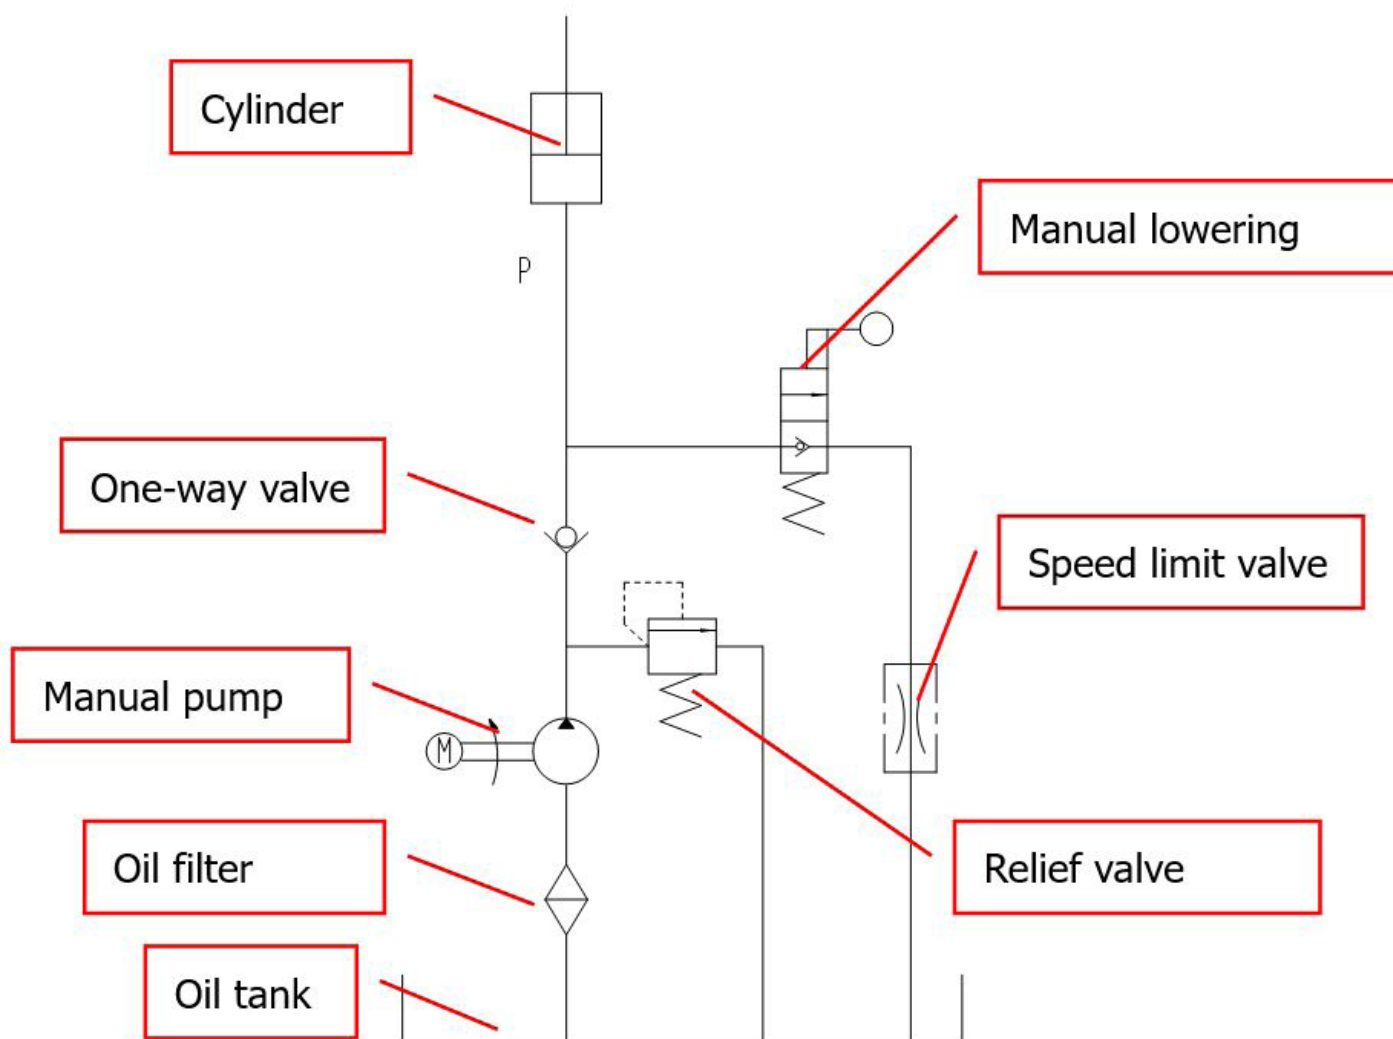 Cylinder
Manual lowering
P
One-way valve
Speed limit valve
Manual pump
M
Oil filter
Relief valve
Oil tank